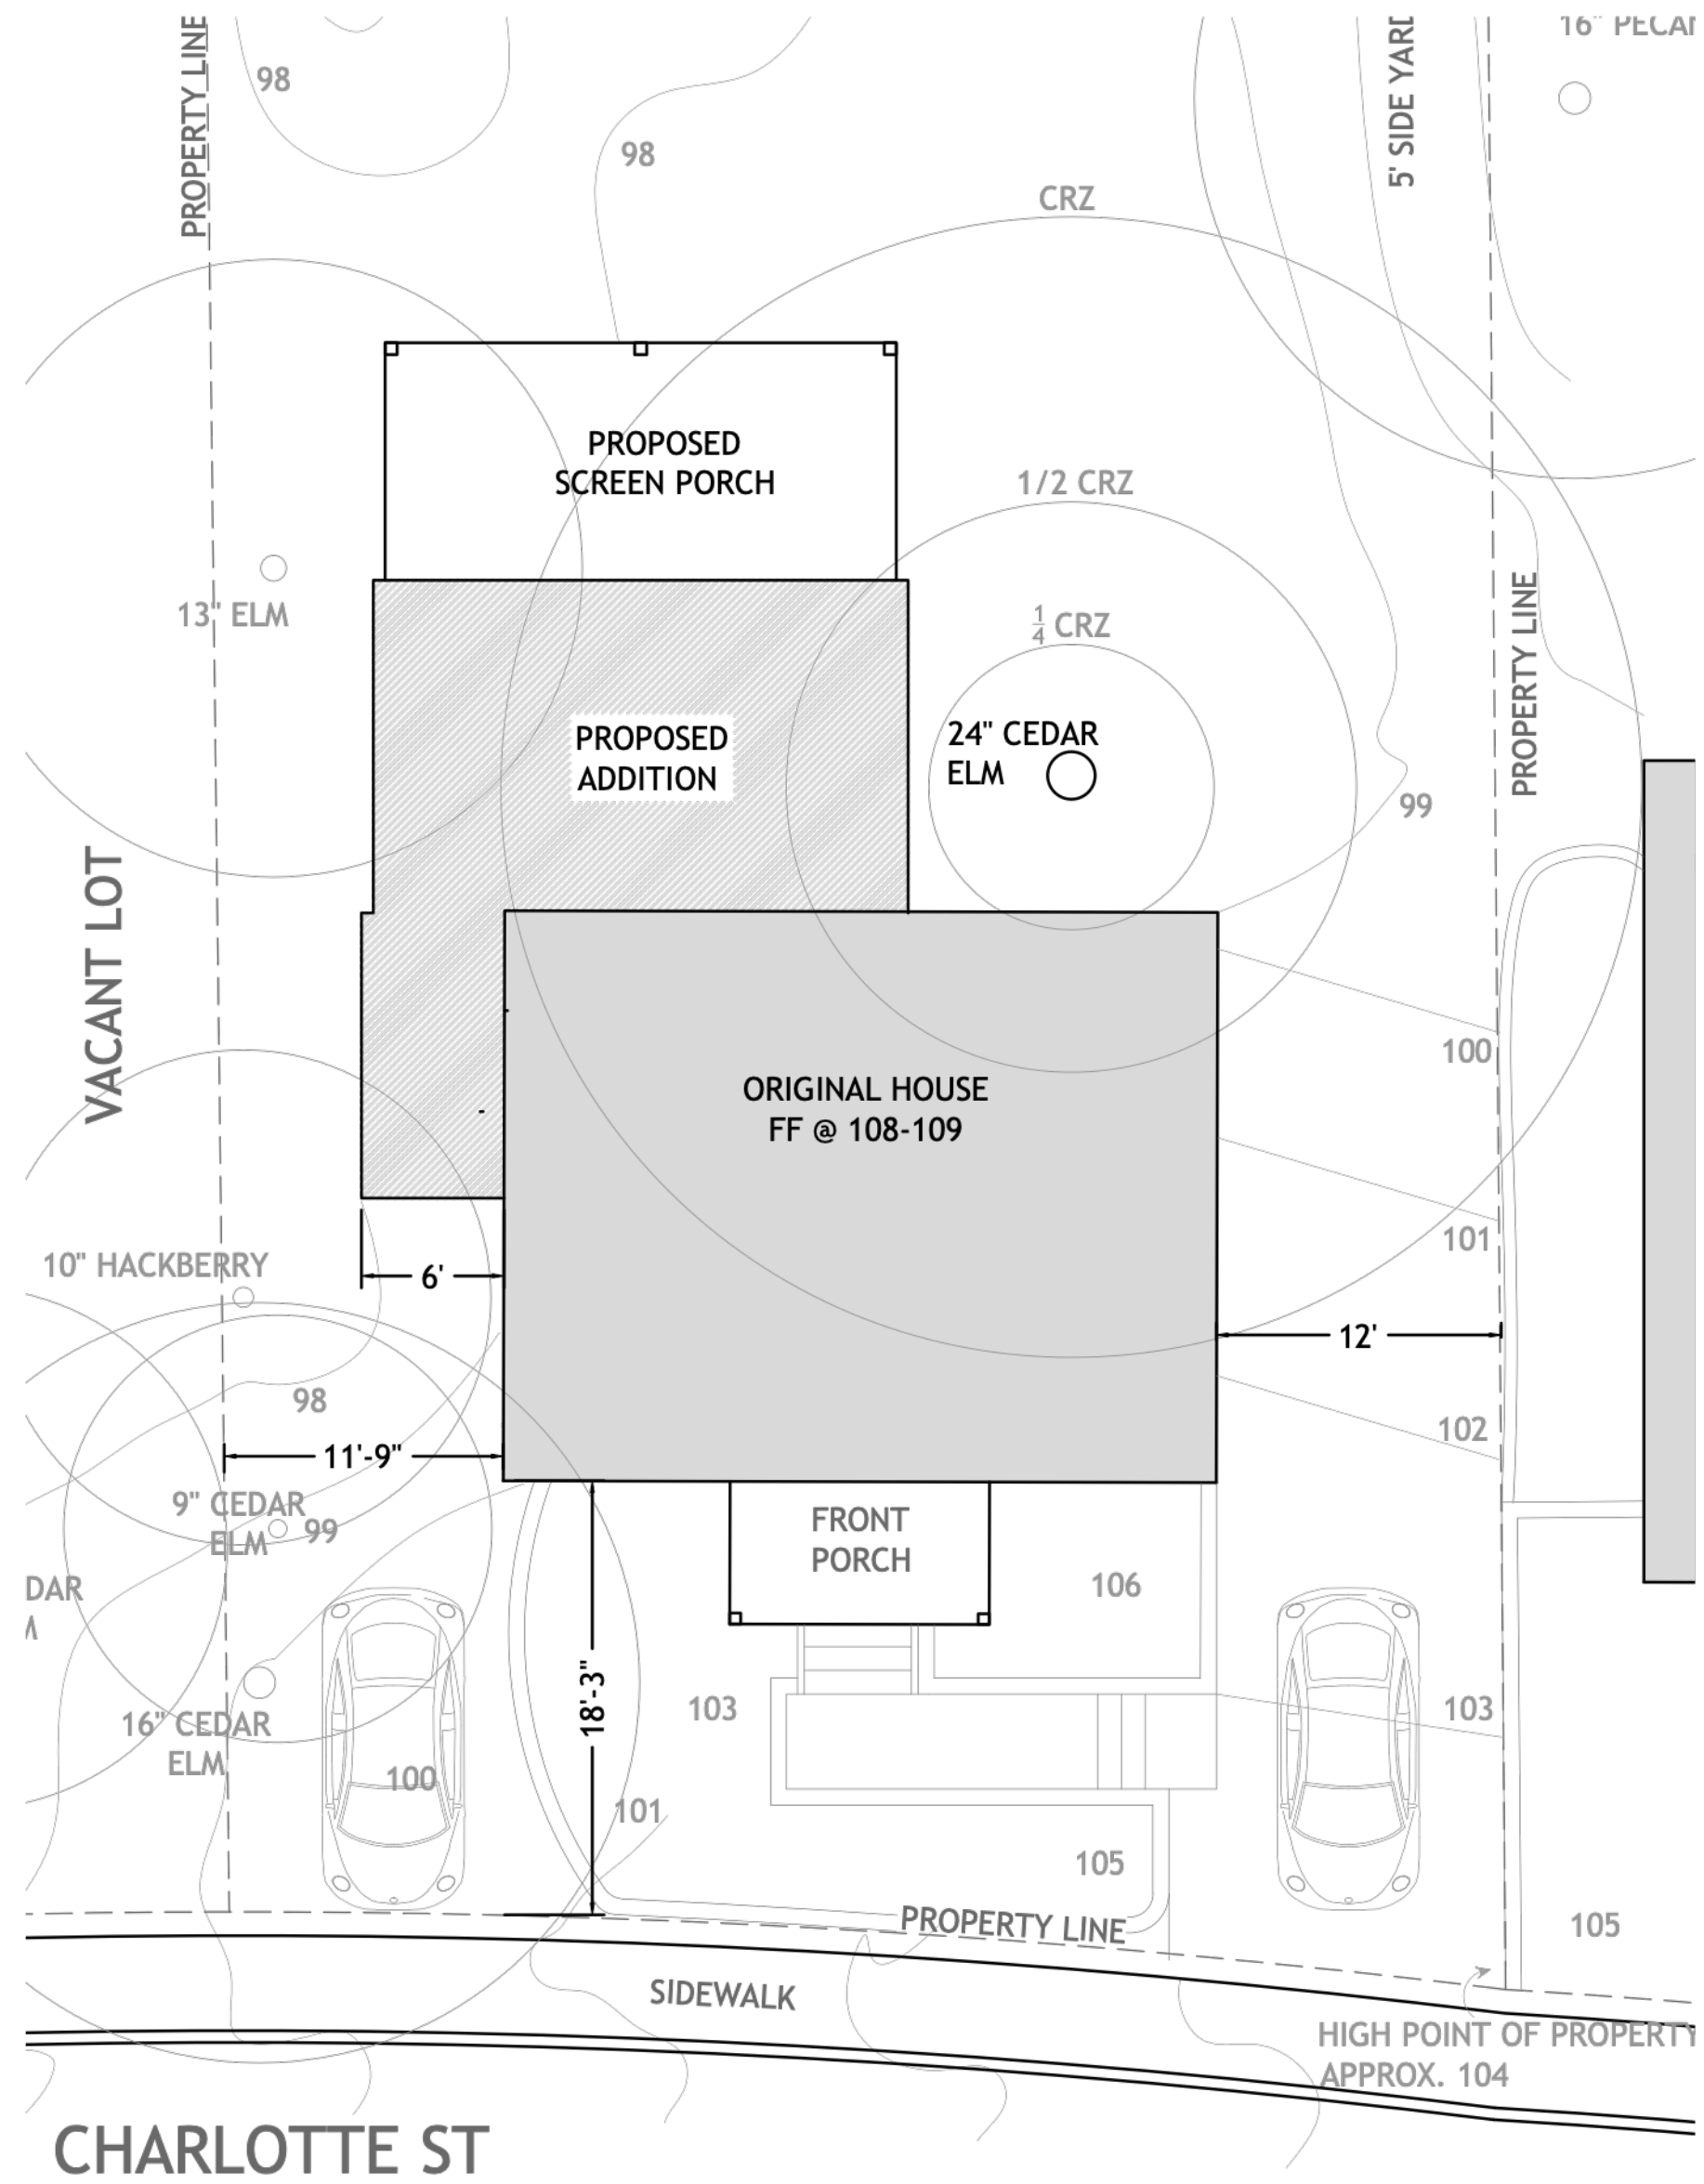 PROPERTY LINE
98
98
5' SIDE YARD
16" PECAN
CRZ
PROPOSED
SCREEN PORCH
1/2 CRZ
13" ELM
1/4 CRZ
PROPERTY LINE
PROPOSED
ADDITION
24" CEDAR
ELM
99
VACANT LOT
100
ORIGINAL HOUSE
FF @ 108-109
101
10" HACKBERRY
6'
12'
98
102
11'-9"
9" CEDAR
ELM
99
FRONT
PORCH
DAR
106
18'-3"
103
103
16" CEDAR
ELM
100
101
105
PROPERTY LINE
105
SIDEWALK
HIGH POINT OF PROPERTY
APPROX. 104
CHARLOTTE ST